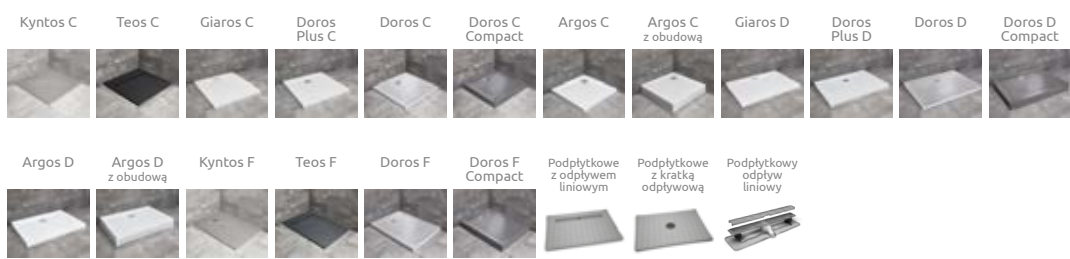 Kyntos C
Teos C
Giaros C
Doros
Plus C
Doros C
Doros C
Compact
Argos C
Argos C
z obudową
Giaros D
Doros
Plus D
Doros D
Doros D
Compact
Argos D
Argos D
z obudową
Kyntos F
Teos F
Doros F
Doros F
Compact
Podpłytkowe
z odpływem
liniowym
Podpłytkowe
z kratką
odpływową
Podpłytkowy
odpływ
liniowy